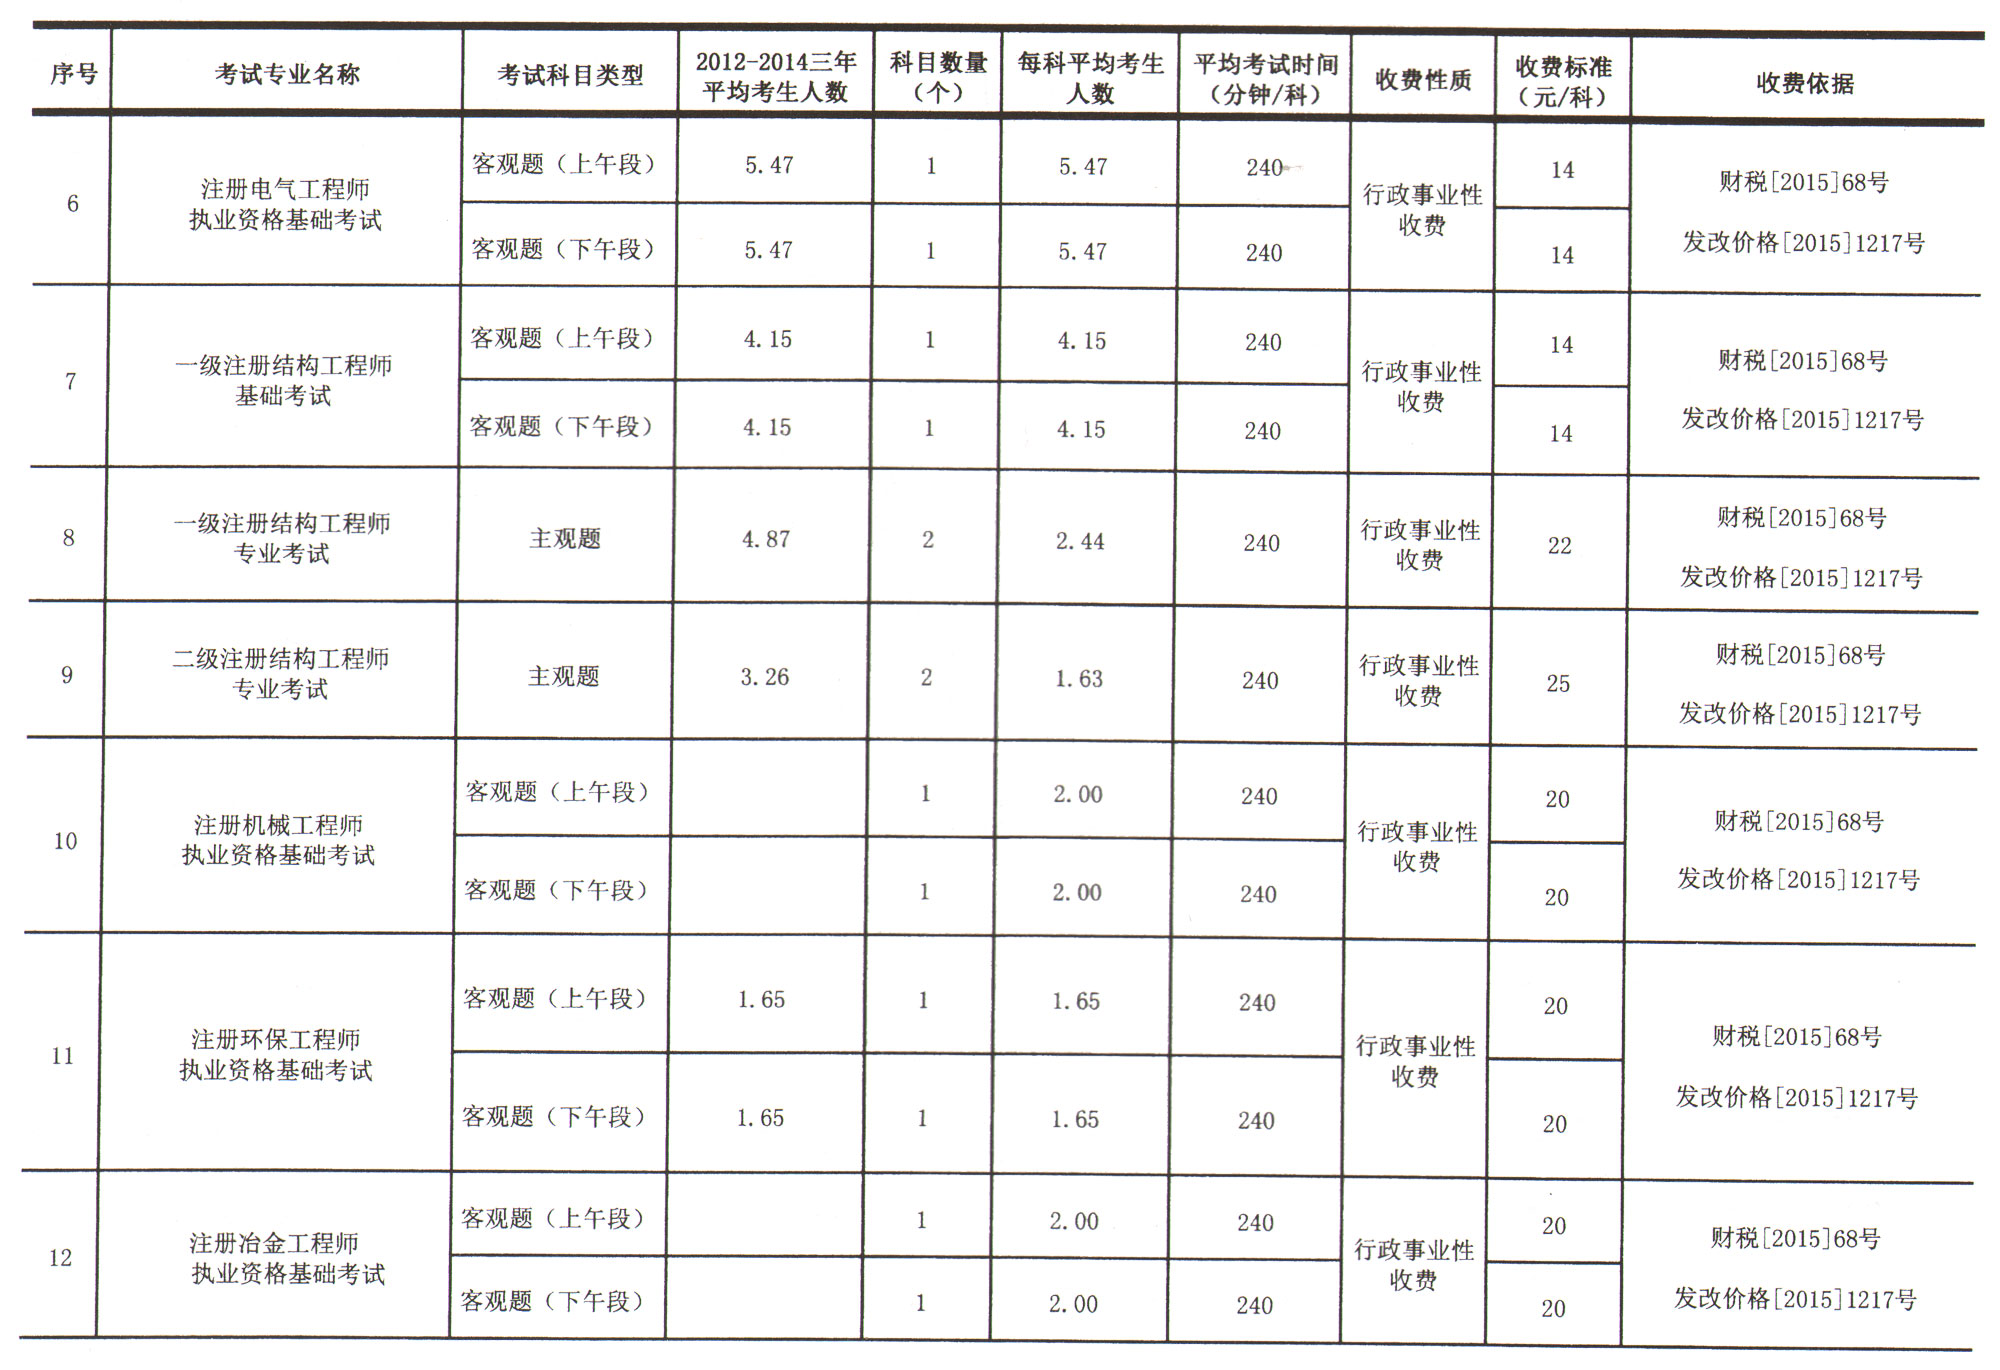 序号 考试专业名称 考试科目类型 2012-2014三年平均考生人数 科目数量（个） 每科平均考生人数 平均考试时间（分钟/科） 收费性质 收费标准（元/科） 收费依据
6 注册电气工程师执业资格基础考试 客观题（上午段） 5.47 1 5.47 240 行政事业性收费 14 财税[2015]68号
客观题（下午段） 5.47 1 5.47 240 14 发改价格[2015]1217号
7 一级注册结构工程师基础考试 客观题（上午段） 4.15 1 4.15 240 行政事业性收费 14 财税[2015]68号
客观题（下午段） 4.15 1 4.15 240 14 发改价格[2015]1217号
8 一级注册结构工程师专业考试 主观题 4.87 2 2.44 240 行政事业性收费 22 财税[2015]68号
发改价格[2015]1217号
9 二级注册结构工程师专业考试 主观题 3.26 2 1.63 240 行政事业性收费 25 财税[2015]68号
发改价格[2015]1217号
10 注册机械工程师执业资格基础考试 客观题（上午段） 1 2.00 240 行政事业性收费 20 财税[2015]68号
客观题（下午段） 1 2.00 240 20 发改价格[2015]1217号
11 注册环保工程师执业资格基础考试 客观题（上午段） 1.65 1 1.65 240 行政事业性收费 20 财税[2015]68号
客观题（下午段） 1.65 1 1.65 240 20 发改价格[2015]1217号
12 注册冶金工程师执业资格基础考试 客观题（上午段） 1 2.00 240 行政事业性收费 20 财税[2015]68号
客观题（下午段） 1 2.00 240 20 发改价格[2015]1217号